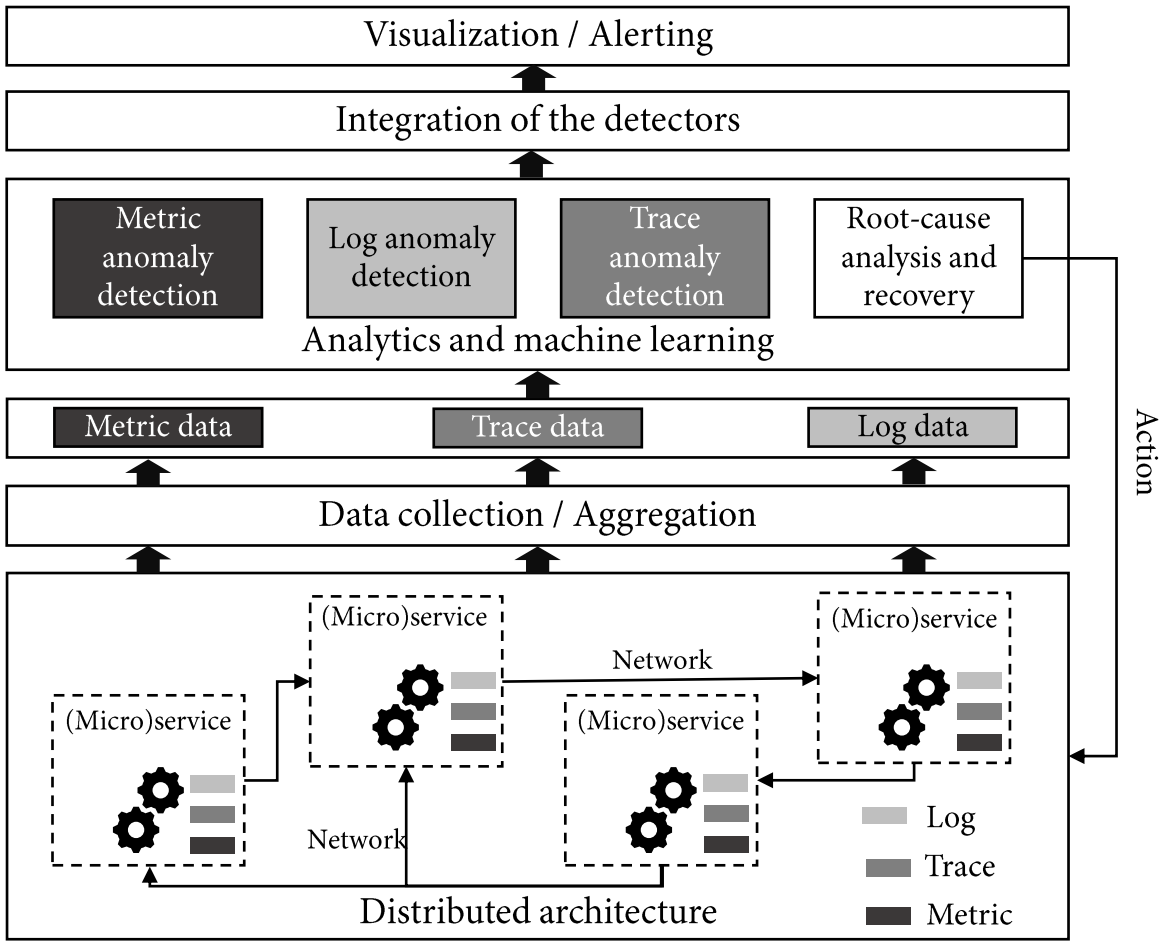 Visualization / Alerting
Integration of the detectors
Metric
anomaly
detection
Log anomaly
detection
Trace
anomaly
detection
Root-cause
analysis and
recovery
Analytics and machine learning
Metric data
Trace data
Log data
Action
Data collection / Aggregation
(Micro)service
(Micro)service
Network
(Micro)service
(Micro)service
Network
Log
Trace
Metric
Distributed architecture